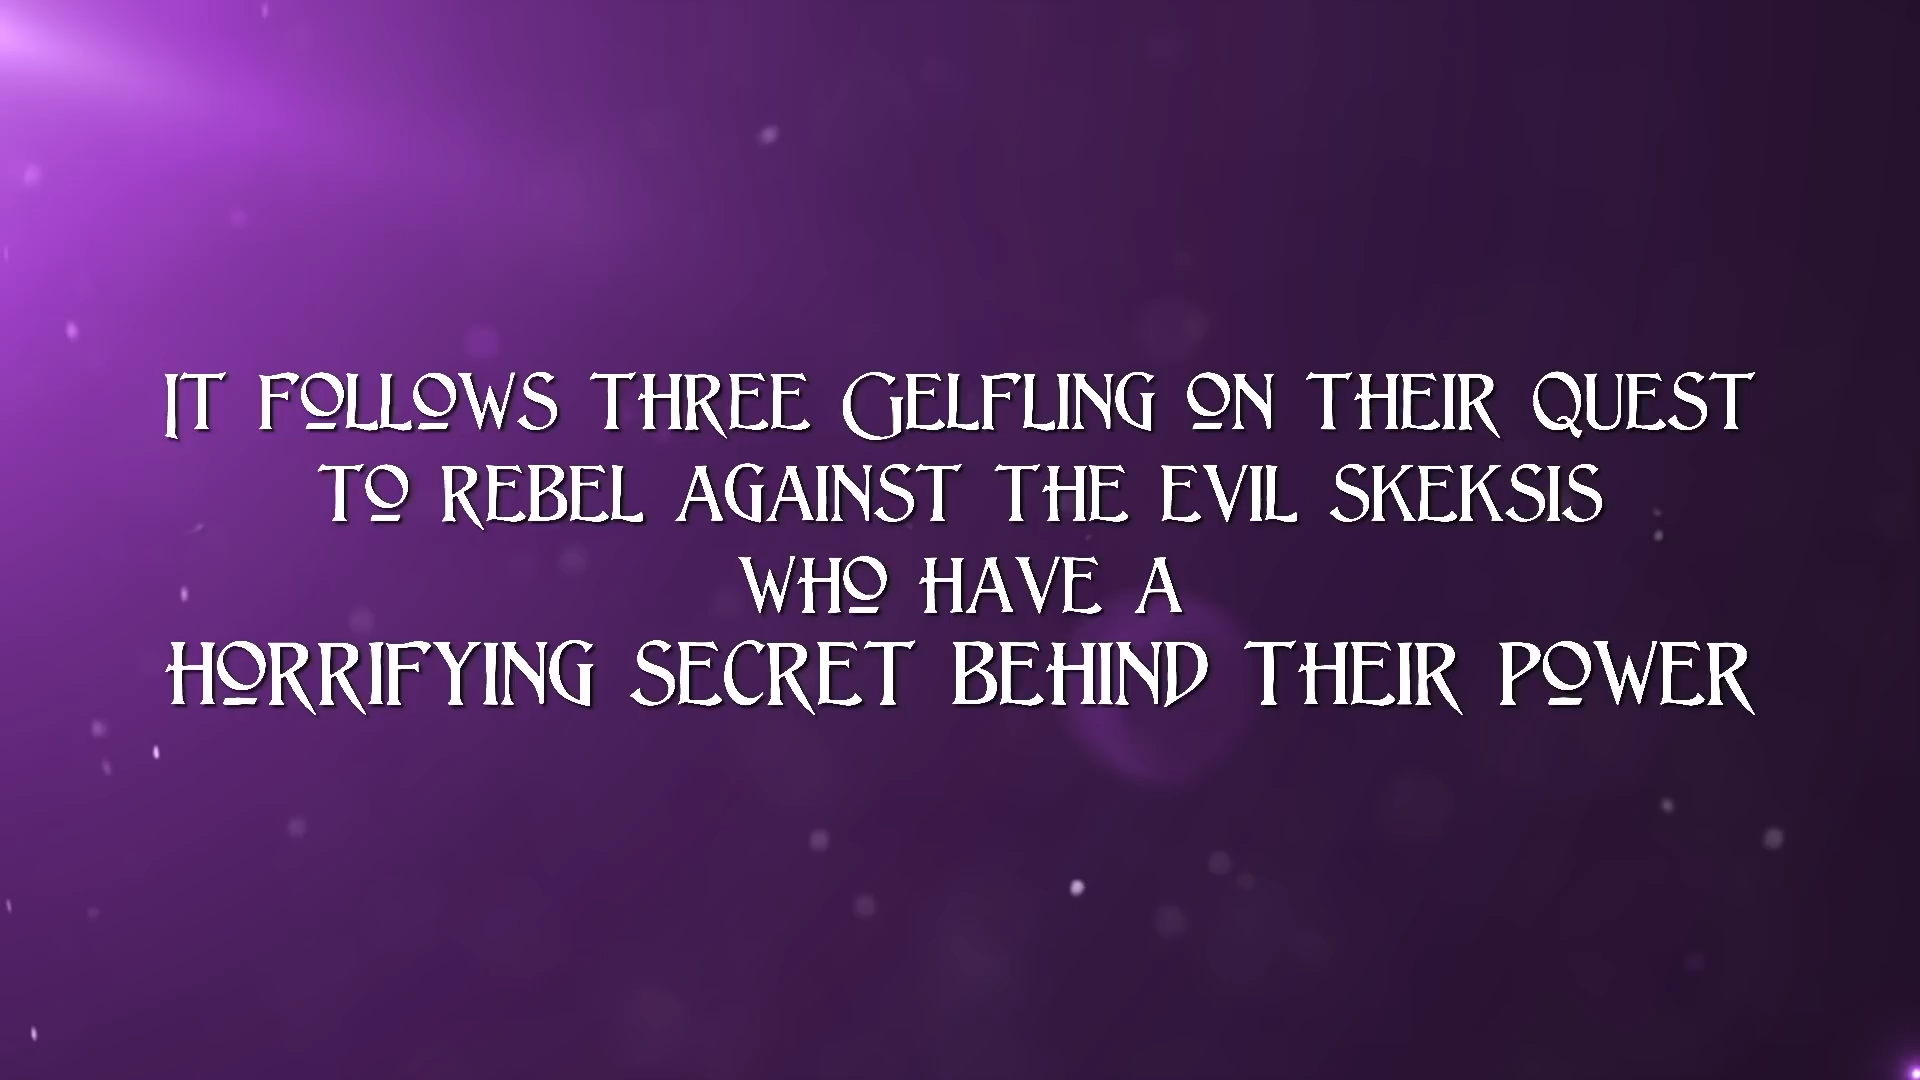 It follows three Gelfling on their quest
to rebel against the evil skeksis
who have a
horrifying secret behind their power